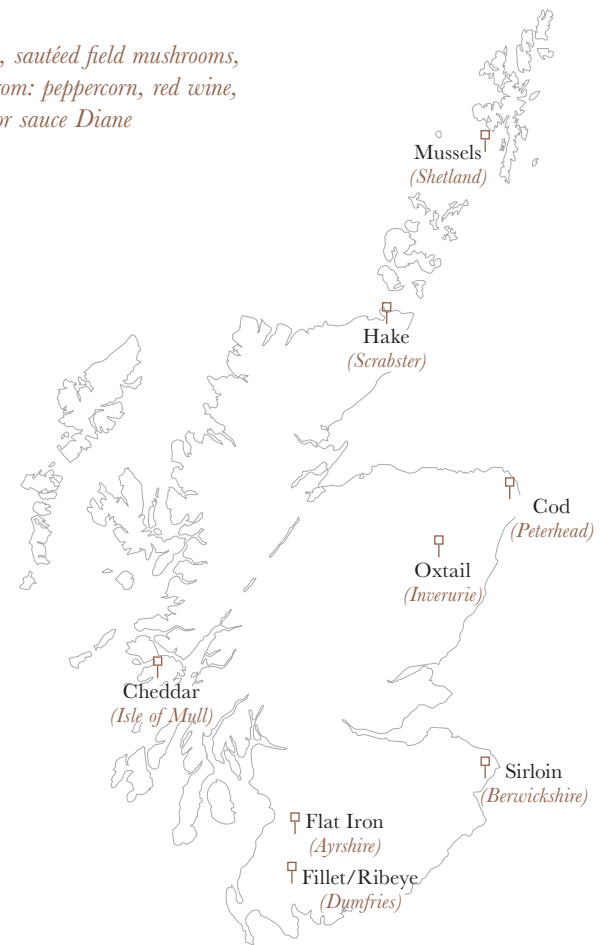 , sautéed field mushrooms,
rom: peppercorn, red wine,
or sauce Diane
Mussels
(Shetland)
Hake
(Scrabster)
Cod
(Peterhead)
Oxtail
(Inverurie)
Cheddar
(Isle of Mull)
Sirloin
(Berwickshire)
Flat Iron
(Ayrshire)
Fillet/Ribeye
(Dumfries)